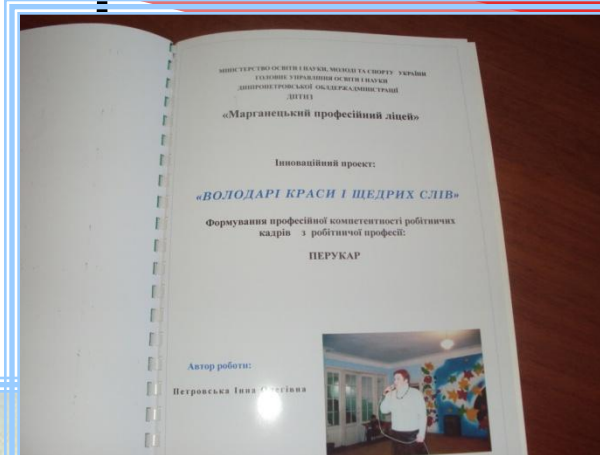 МІНІСТЕРСТВО ОСВІТИ І НАУКИ, МОЛОДІ ТА СПОРТУ УКРАЇНИ
ГОЛОВНЕ УПРАВЛІННЯ ОСВІТИ І НАУКИ
ДНІПРОПЕТРОВСЬКОЇ ОБЛДЕРЖАДМІНІСТРАЦІЇ
ДПТНЗ
«Марганецький професійний ліцей»
Інноваційний проект:
«ВОЛОДАРІ КРАСИ І ЩЕДРИХ СЛІВ»
Формування професійної компетентності робітничих
кадрів з робітничої професії:
ПЕРУКАР
Автор роботи:
Петровська Інна